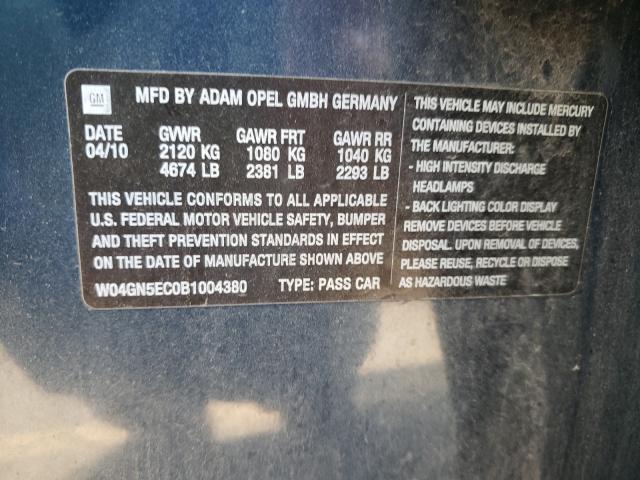 GM
MFD BY ADAM OPEL GMBH GERMANY
DATE GVWR GAWR FRT GAWR RR
04/10 2120 KG 1080 KG 1040 KG
4674 LB 2381 LB 2293 LB
THIS VEHICLE CONFORMS TO ALL APPLICABLE
U.S. FEDERAL MOTOR VEHICLE SAFETY, BUMPER
AND THEFT PREVENTION STANDARDS IN EFFECT
ON THE DATE OF MANUFACTURE SHOWN ABOVE
W04GN5EC0B1004380 TYPE: PASS CAR
THIS VEHICLE MAY INCLUDE MERCURY
CONTAINING DEVICES INSTALLED BY
THE MANUFACTURER:
- HIGH INTENSITY DISCHARGE
HEADLAMPS
- BACK LIGHTING COLOR DISPLAY
REMOVE DEVICES BEFORE VEHICLE
DISPOSAL. UPON REMOVAL OF DEVICES,
PLEASE REUSE, RECYCLE OR DISPOSE
AS HAZARDOUS WASTE